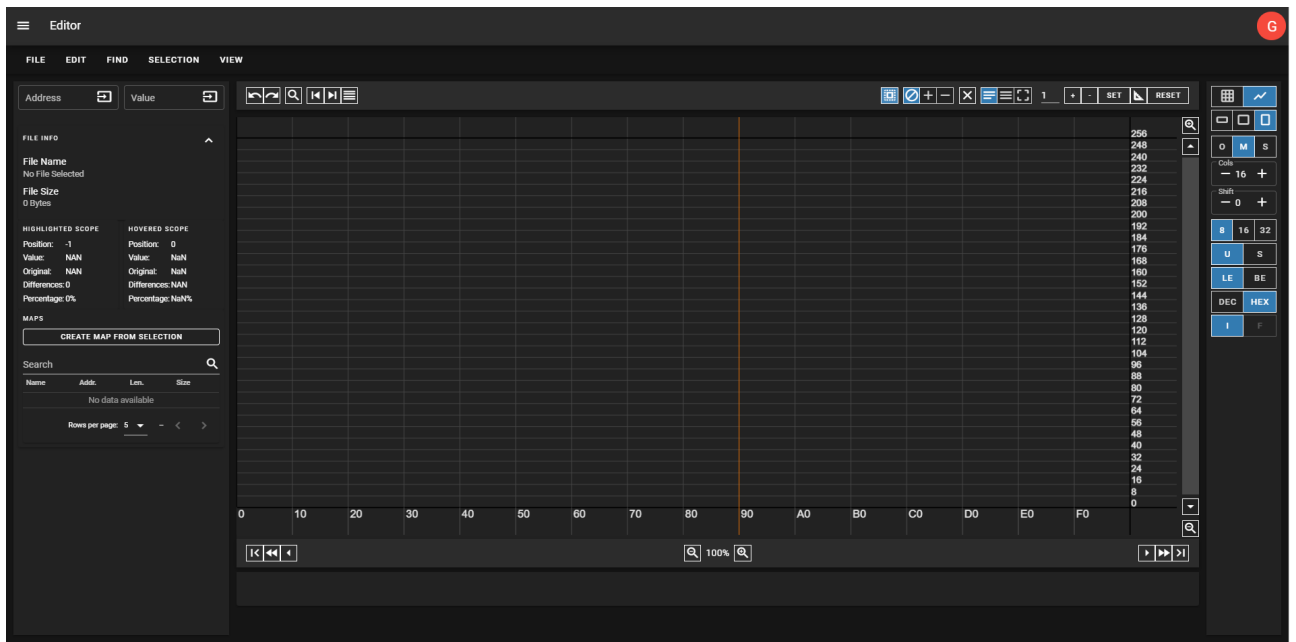 Editor
G
FILE EDIT FIND SELECTION VIEW
Address Value
1 + - SET RESET
FILE INFO
File Name
No File Selected
File Size
0 Bytes
HIGHLIGHTED SCOPE
Position: -1
Value: NAN
Original: NAN
Differences: 0
Percentage: 0%
HOVERED SCOPE
Position: 0
Value: NaN
Original: NaN
Differences: NAN
Percentage: NaN%
MAPS
CREATE MAP FROM SELECTION
Search
Name Addr. Len. Size
No data available
Rows per page: 5 –
256
248
240
232
224
216
208
200
192
184
176
168
160
152
144
136
128
120
112
104
96
88
80
72
64
56
48
40
32
24
16
8
0
0 10 20 30 40 50 60 70 80 90 A0 B0 C0 D0 E0 F0
100%
O M S
Cols
16
Shift
0
8 16 32
U S
LE BE
DEC HEX
I F